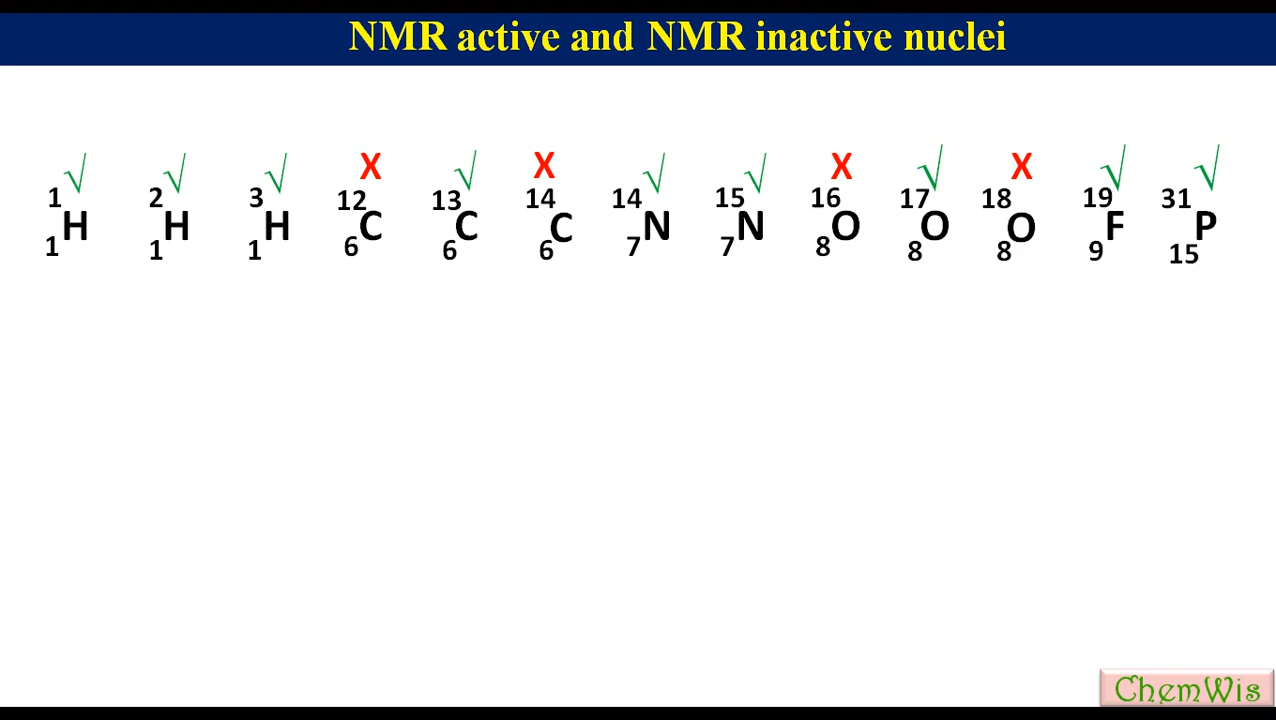 NMR active and NMR inactive nuclei
√ √ √ X √ X √ √ X √ X √ √
1 2 3 12 13 14 14 15 16 17 18 19 31
H H H C C C N N O O O F P
1 1 1 6 6 6 7 7 8 8 8 9 15
ChemWis